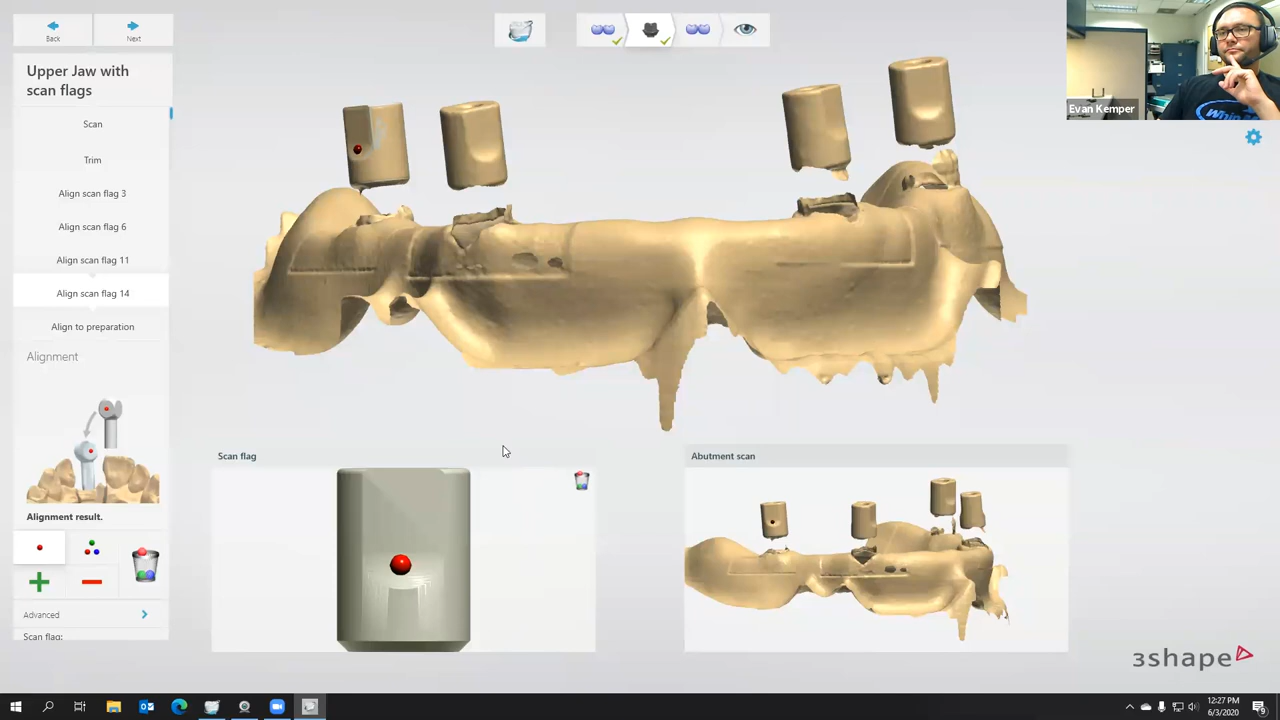 Back
Next
Upper Jaw with
scan flags
Scan
Trim
Align scan flag 3
Align scan flag 6
Align scan flag 11
Align scan flag 14
Align to preparation
Alignment
Alignment result.
Advanced
Scan flag:
Scan flag
Abutment scan
Evan Kemper
3shape
12:27 PM
6/3/2020